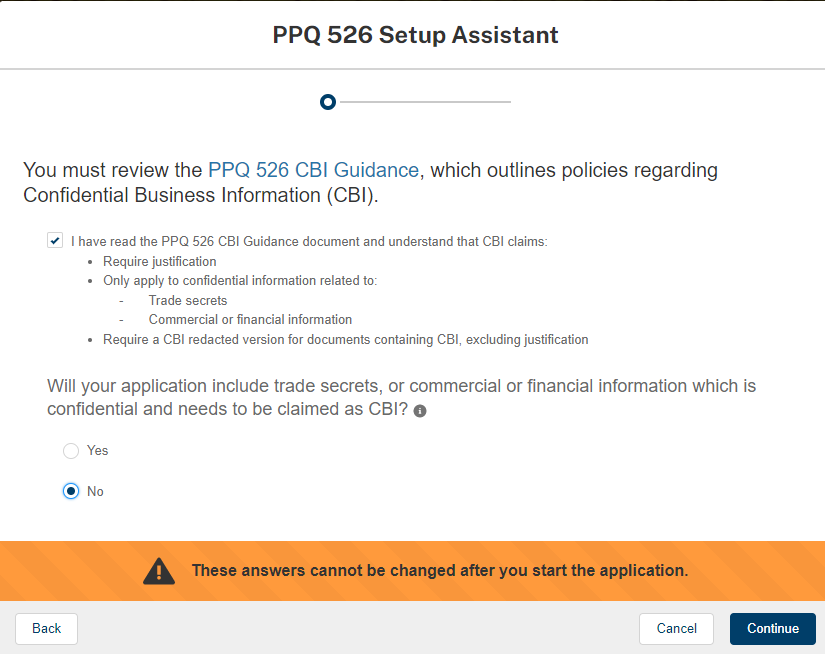 PPQ 526 Setup Assistant
You must review the PPQ 526 CBI Guidance, which outlines policies regarding
Confidential Business Information (CBI).
I have read the PPQ 526 CBI Guidance document and understand that CBI claims:
• Require justification
• Only apply to confidential information related to:
- Trade secrets
- Commercial or financial information
• Require a CBI redacted version for documents containing CBI, excluding justification
Will your application include trade secrets, or commercial or financial information which is
confidential and needs to be claimed as CBI?
Yes
No
These answers cannot be changed after you start the application.
Back
Cancel
Continue